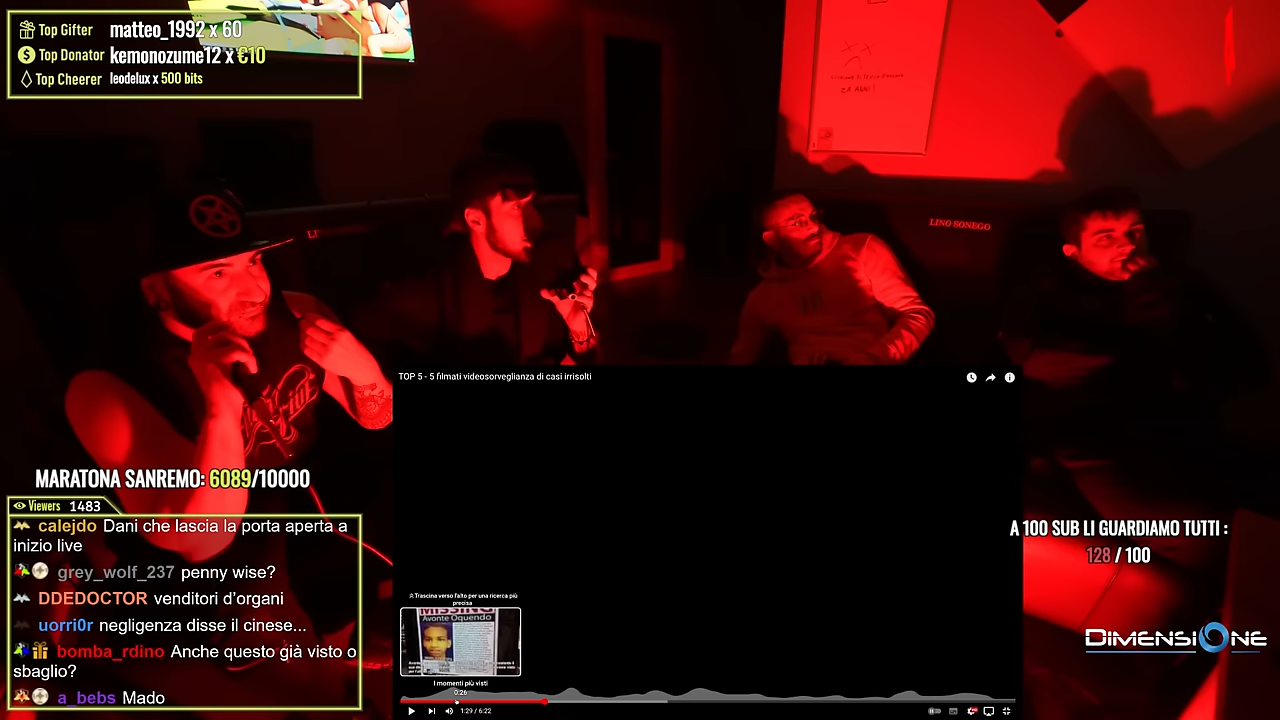 Top Gifter matteo_1992 x 60
Top Donator kemonozume12 x €10
Top Cheerer leodelux x 500 bits
LINO SONEGO
TOP 5 - 5 filmati videosorveglianza di casi irrisolti
MARATONA SANREMO: 6089/10000
Viewers 1483
calejdo Dani che lascia la porta aperta a
inizio live
grey_wolf_237 penny wise?
DDEDOCTOR venditori d'organi
uorri0r negligenza disse il cinese...
bomba_rdino Anche questo già visto o
sbaglio?
a_bebs Mado
A 100 SUB LI GUARDIAMO TUTTI :
128 / 100
DIMENSIONE
Trascina verso l'alto per una ricerca più
precisa
MISSING
Avonte Oquendo
I momenti più visti
0:26
1:29 / 6:22